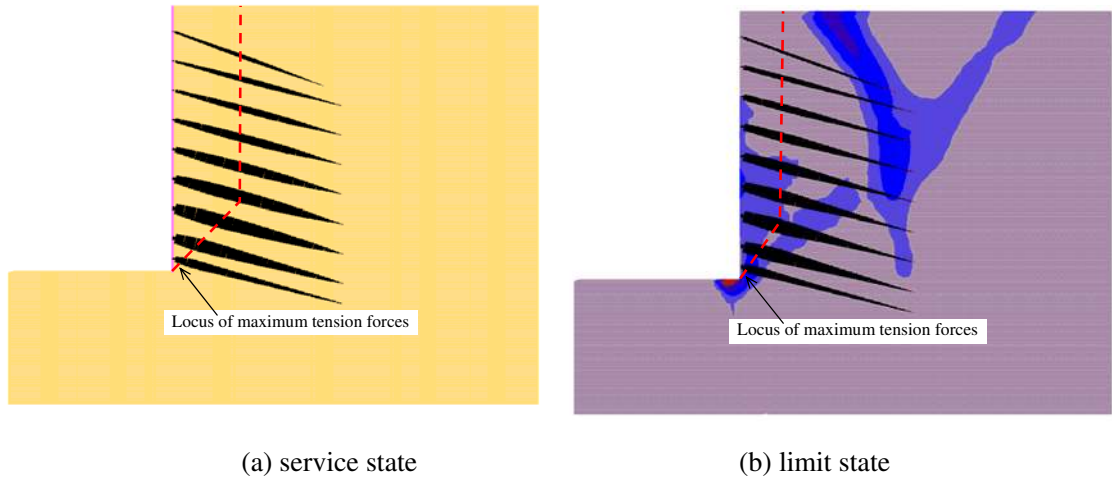 Locus of maximum tension forces
Locus of maximum tension forces
(a) service state
(b) limit state